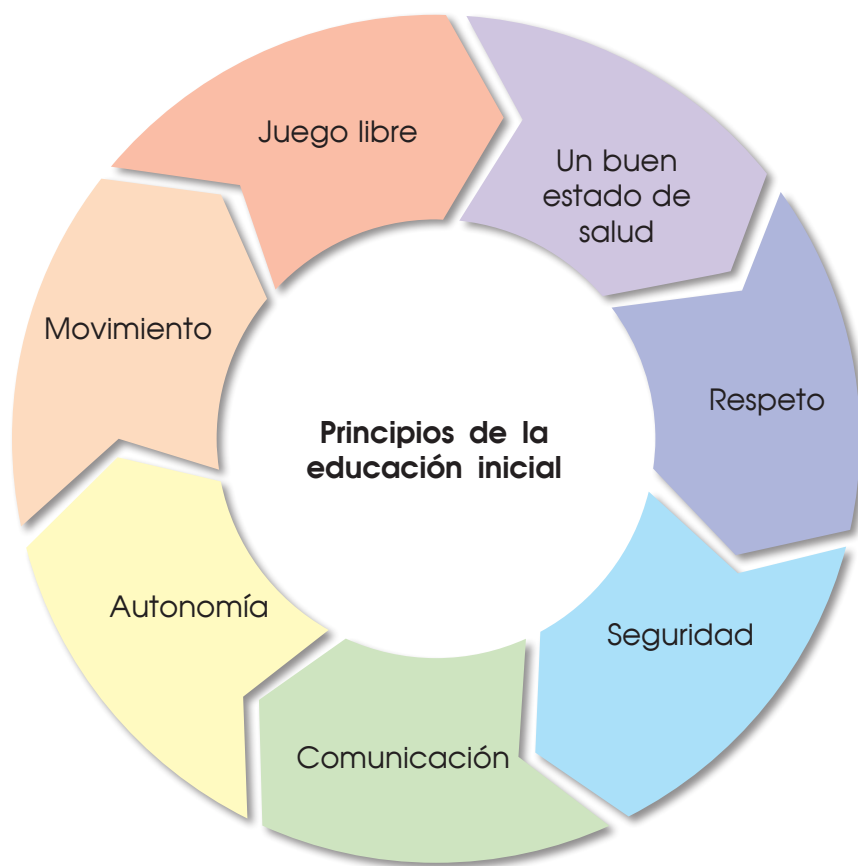 Juego libre
Un buen
estado de
salud
Respeto
Seguridad
Comunicación
Autonomía
Movimiento
Principios de la
educación inicial